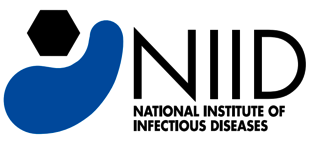 NIID
NATIONAL INSTITUTE OF
INFECTIOUS DISEASES